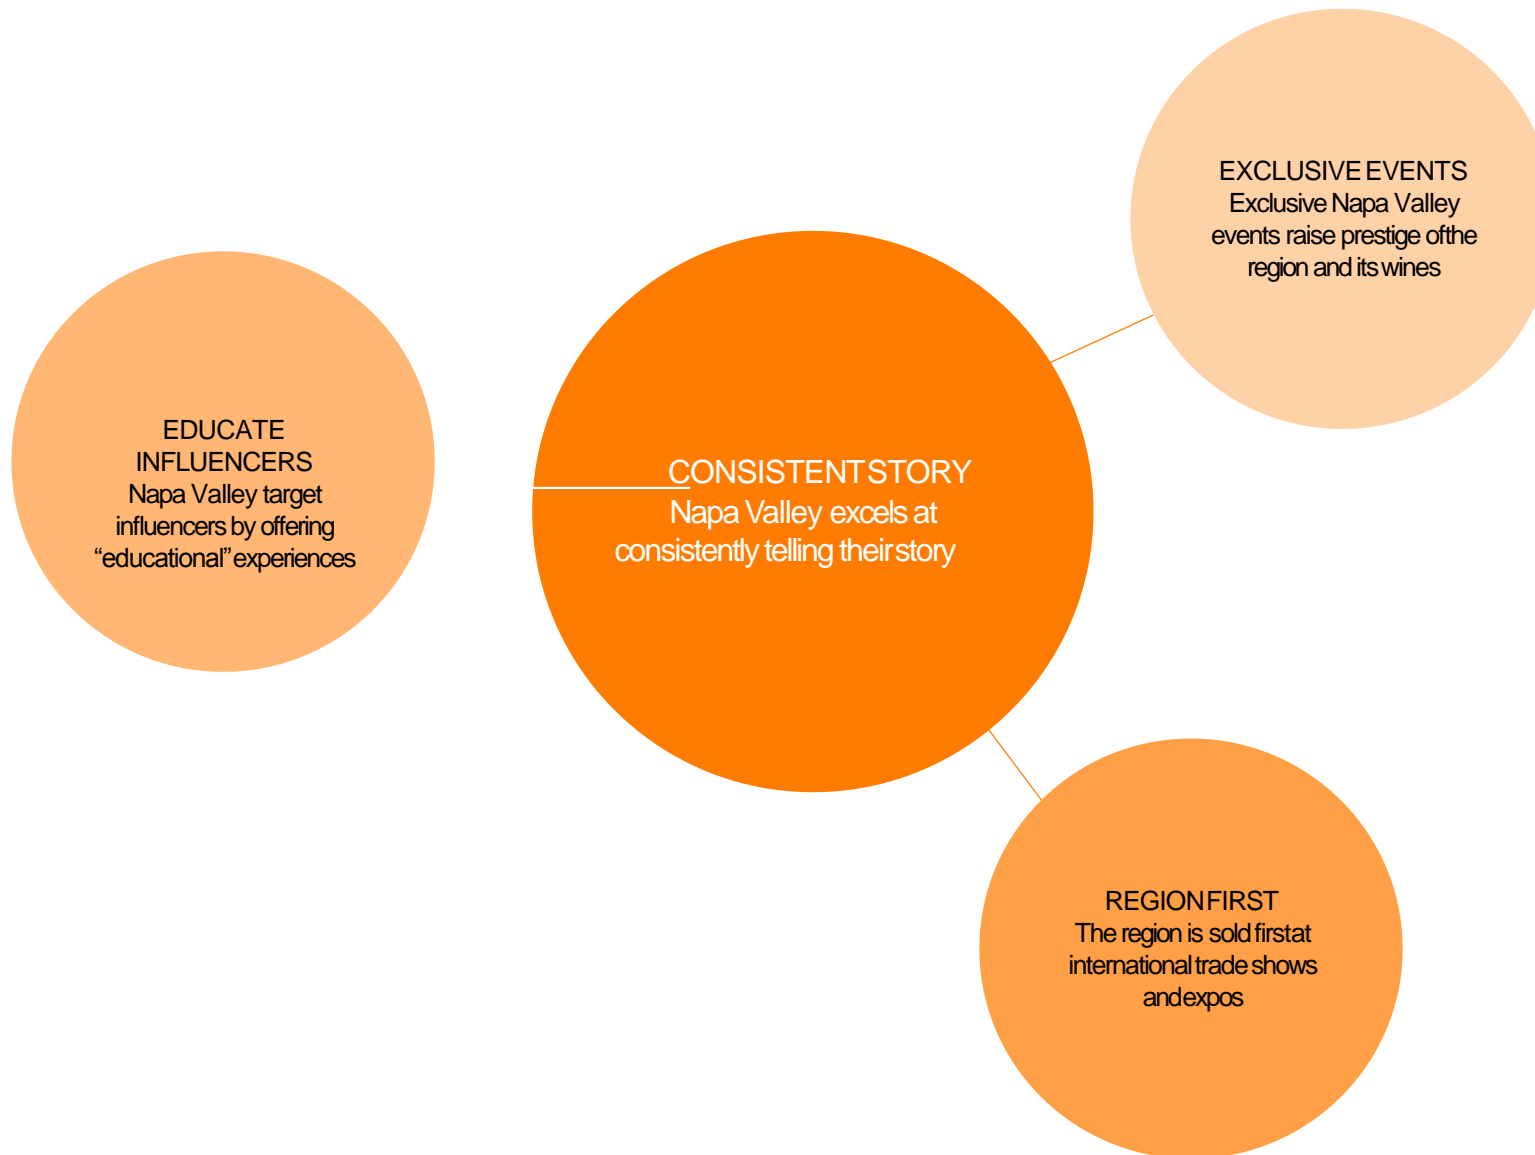 EXCLUSIVE EVENTS
Exclusive Napa Valley
events raise prestige ofthe
region and its wines
EDUCATE
INFLUENCERS
Napa Valley target
influencers by offering
“educational” experiences
CONSISTENT STORY
Napa Valley excels at
consistently telling their story
REGION FIRST
The region is sold first at
international trade shows
and expos